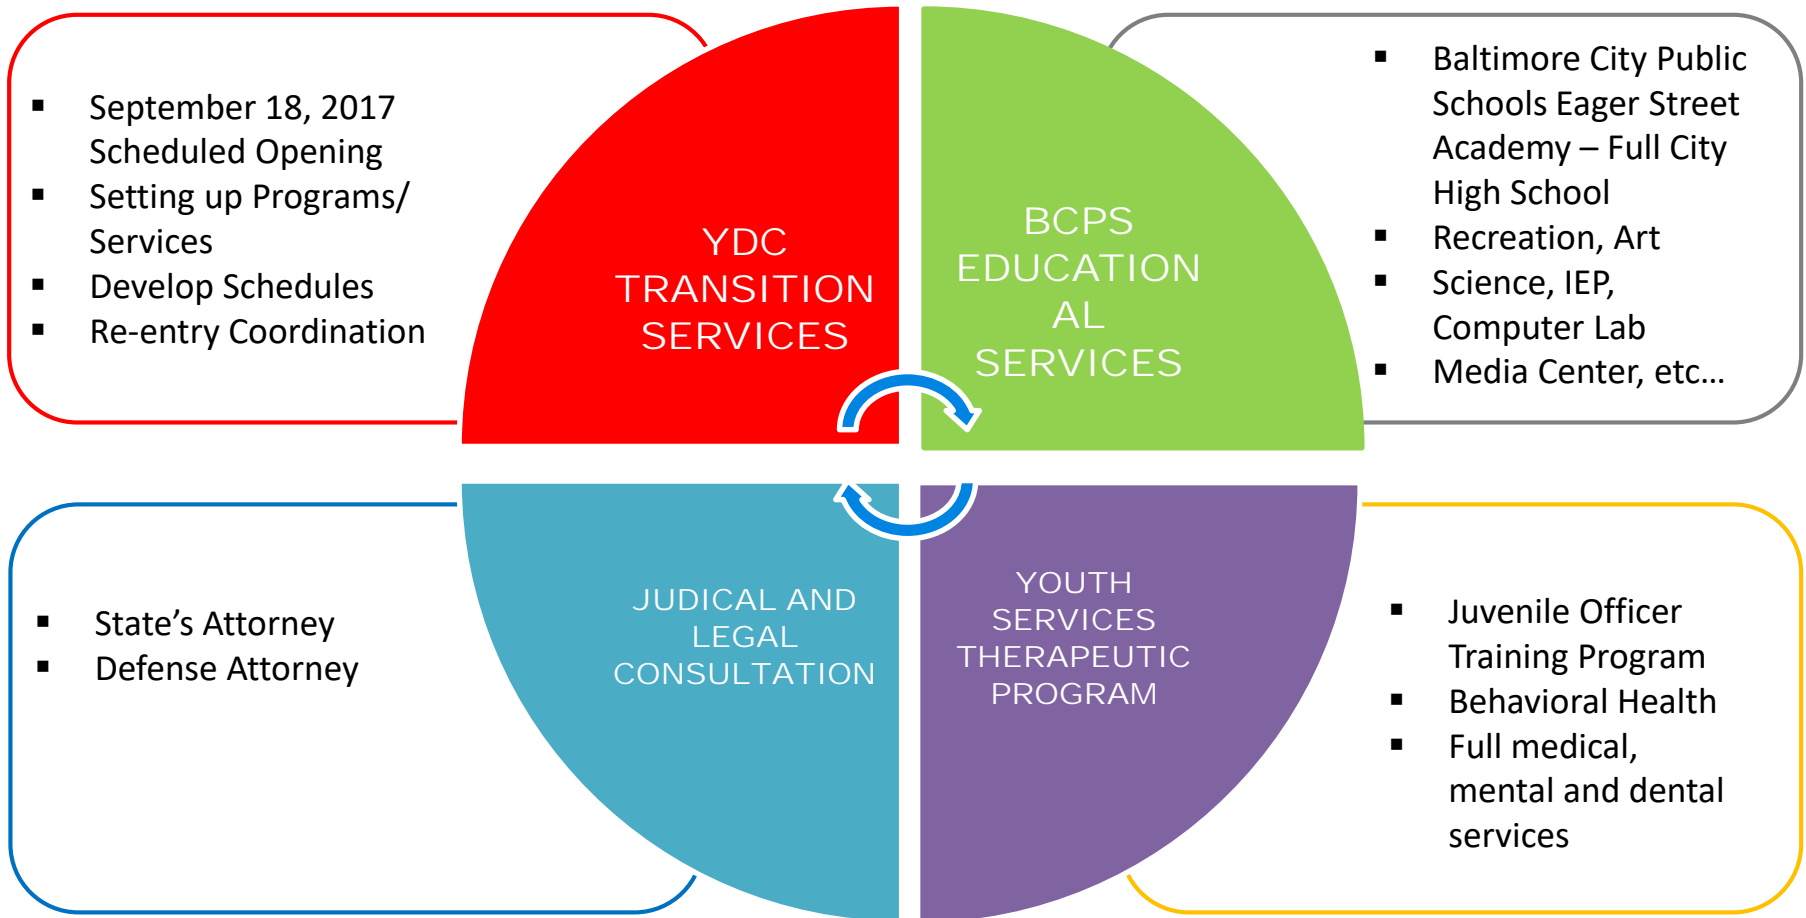 ▪ September 18, 2017
Scheduled Opening
▪ Setting up Programs/
Services
▪ Develop Schedules
▪ Re-entry Coordination
YDC
TRANSITION
SERVICES
BCPS
EDUCATION
AL
SERVICES
▪ Baltimore City Public
Schools Eager Street
Academy – Full City
High School
▪ Recreation, Art
▪ Science, IEP,
Computer Lab
▪ Media Center, etc…
▪ State’s Attorney
▪ Defense Attorney
JUDICAL AND
LEGAL
CONSULTATION
YOUTH
SERVICES
THERAPEUTIC
PROGRAM
▪ Juvenile Officer
Training Program
▪ Behavioral Health
▪ Full medical,
mental and dental
services